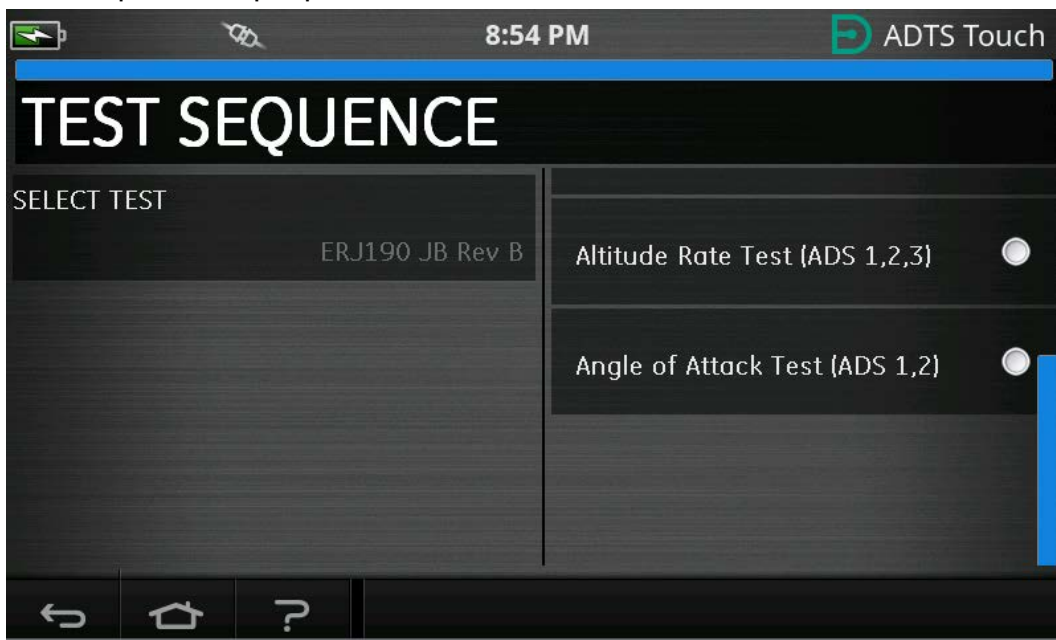 8:54 PM
ADTS Touch
TEST SEQUENCE
SELECT TEST
ERJ190 JB Rev B
Altitude Rate Test (ADS 1,2,3)
Angle of Attack Test (ADS 1,2)
?